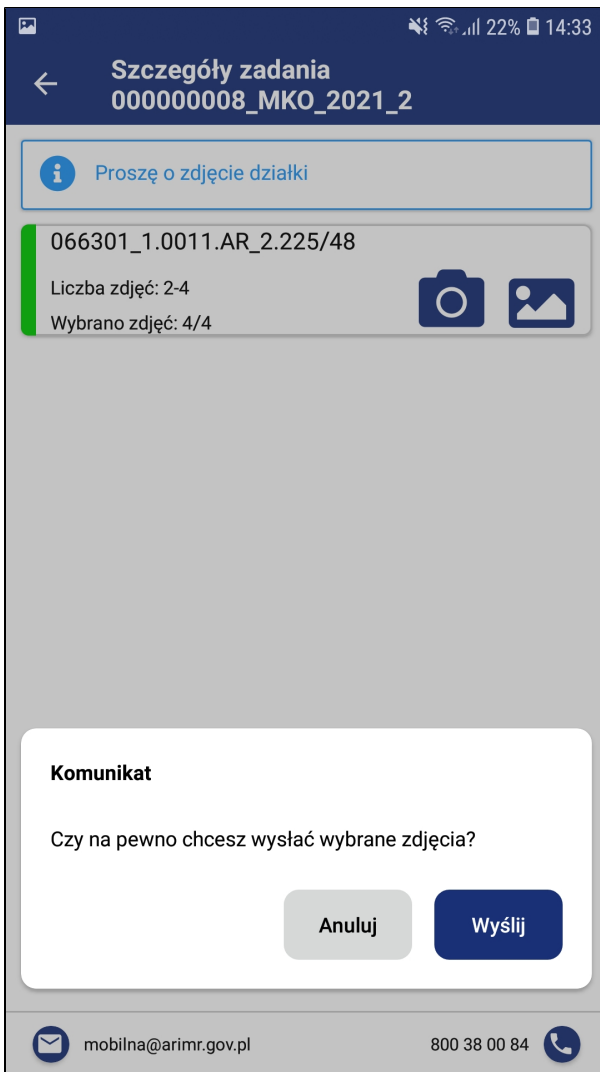 22% 14:33
Szczegóły zadania
000000008_MKO_2021_2
Proszę o zdjęcie działki
066301_1.0011.AR_2.225/48
Liczba zdjęć: 2-4
Wybrano zdjęć: 4/4
Komunikat
Czy na pewno chcesz wysłać wybrane zdjęcia?
Anuluj Wyślij
mobilna@arimr.gov.pl 800 38 00 84